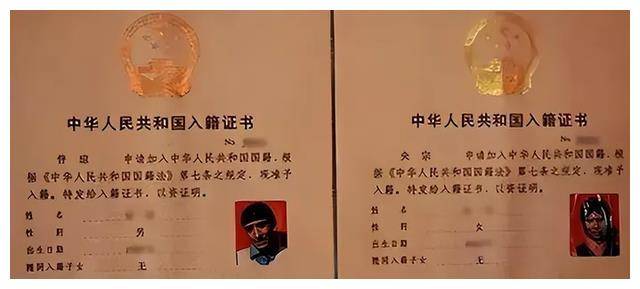 中华人民共和国入籍证书
申请加入中华人民共和国国籍，根
据《中华人民共和国国籍法》第七条之规定，现准予
入籍。特发给入籍证书，以资证明。
姓 名
性 别 男
出生日期
随同入籍子女 无
中华人民共和国入籍证书
申请加入中华人民共和国国籍，根
据《中华人民共和国国籍法》第七条之规定，现准予
入籍。特发给入籍证书，以资证明。
姓 名
性 别 女
出生日期
随同入籍子女 无